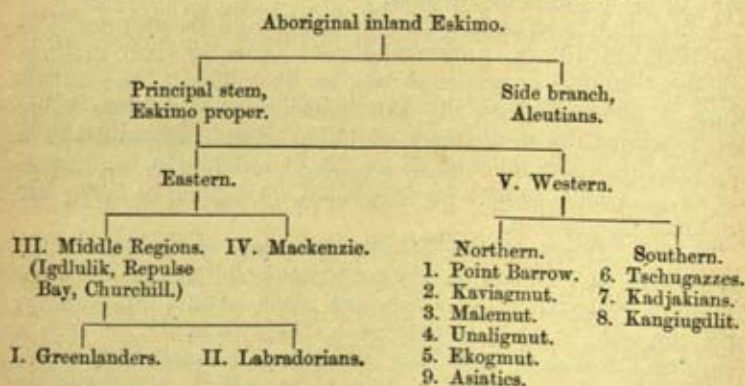 Aboriginal inland Eskimo.
Principal stem,
Eskimo proper.
Side branch,
Aleutians.
Eastern.
V. Western.
III. Middle Regions.
(Igdlulik, Repulse
Bay, Churchill.)
IV. Mackenzie.
I. Greenlanders.
II. Labradorians.
Northern.
1. Point Barrow.
2. Kaviagmut.
3. Malemut.
4. Unaligmut.
5. Ekogmut.
9. Asiatics.
Southern.
6. Tschugazzes.
7. Kadjakians.
8. Kangiugdlit.